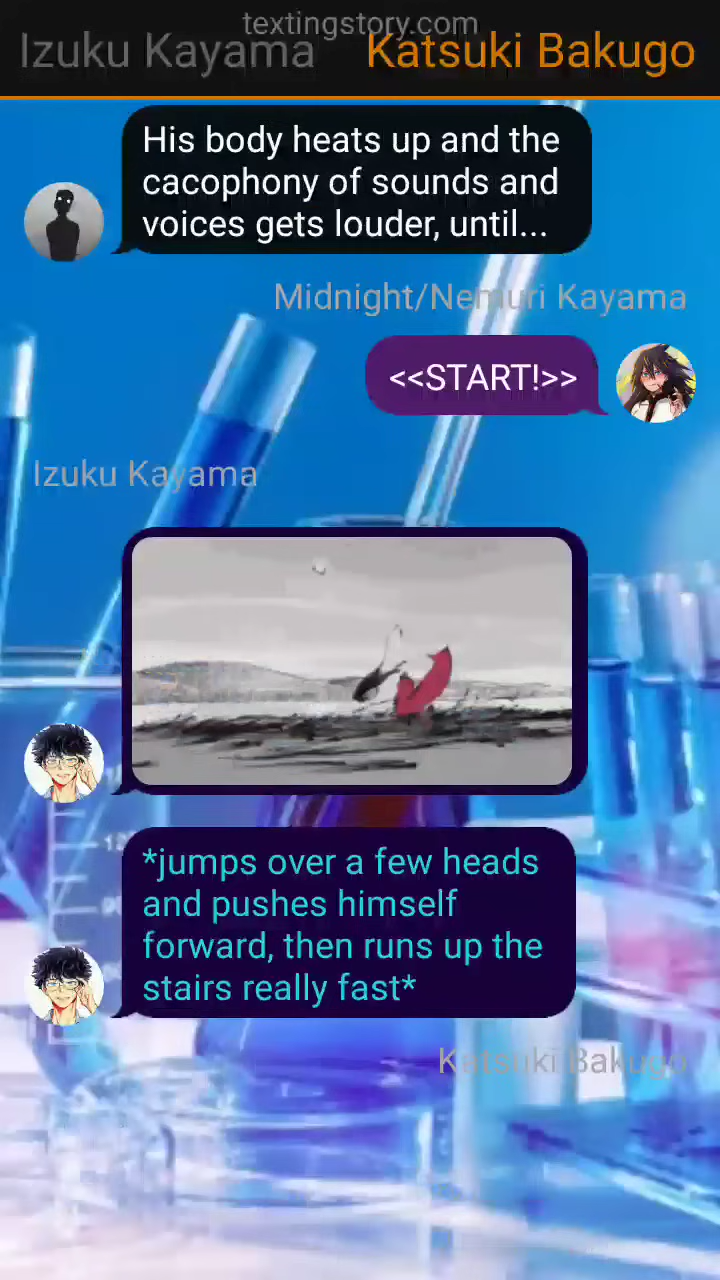 textingstory.com
Izuku Kayama Katsuki Bakugo
His body heats up and the
cacophony of sounds and
voices gets louder, until...
Midnight/Nemuri Kayama
<<START!>>
Izuku Kayama
*jumps over a few heads
and pushes himself
forward, then runs up the
stairs really fast*
Katsuki Bakugo